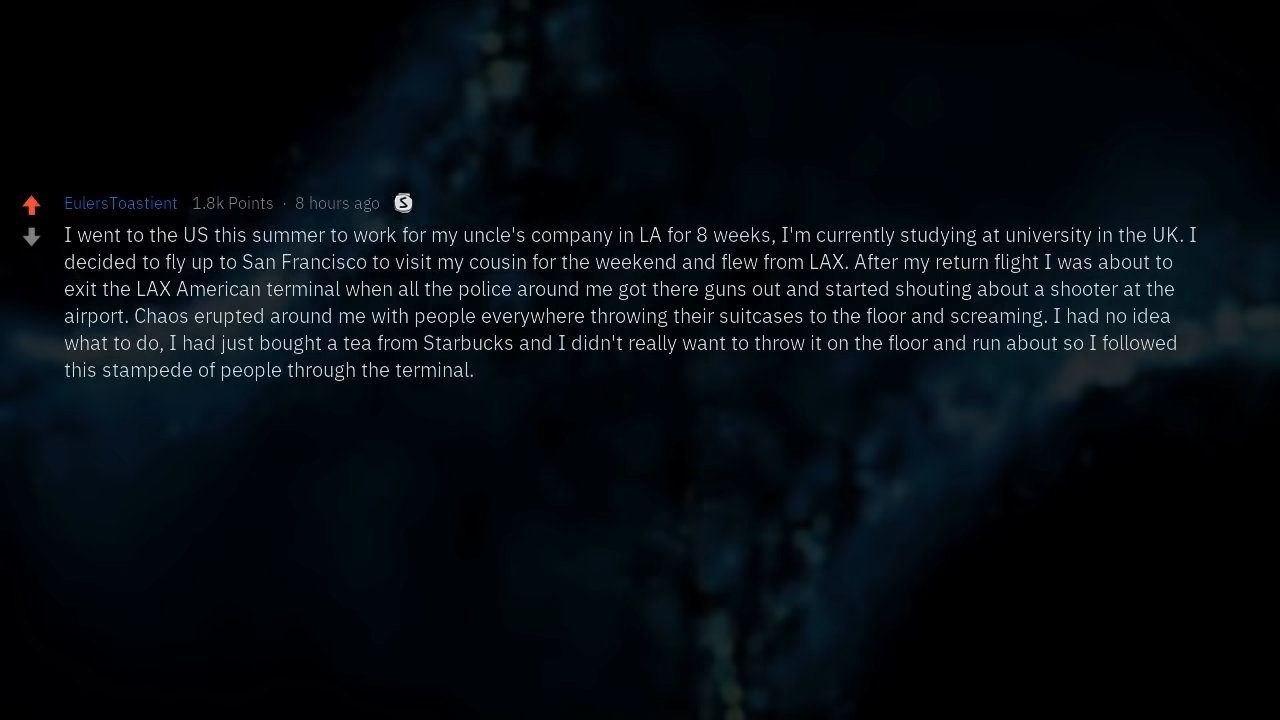 EulersToastient 1.8k Points · 8 hours ago
I went to the US this summer to work for my uncle's company in LA for 8 weeks, I'm currently studying at university in the UK. I
decided to fly up to San Francisco to visit my cousin for the weekend and flew from LAX. After my return flight I was about to
exit the LAX American terminal when all the police around me got there guns out and started shouting about a shooter at the
airport. Chaos erupted around me with people everywhere throwing their suitcases to the floor and screaming. I had no idea
what to do, I had just bought a tea from Starbucks and I didn't really want to throw it on the floor and run about so I followed
this stampede of people through the terminal.